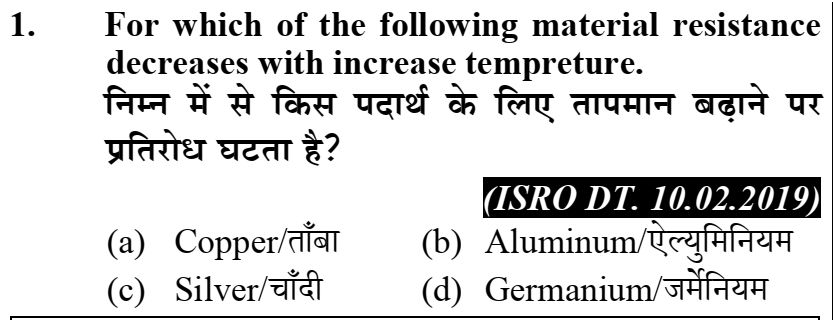 1. For which of the following material resistance
decreases with increase tempreture.
निम्न में से किस पदार्थ के लिए तापमान बढ़ाने पर
प्रतिरोध घटता है?
(ISRO DT. 10.02.2019)
(a) Copper/ताँबा (b) Aluminum/ऐल्युमिनियम
(c) Silver/चाँदी (d) Germanium/जर्मेनियम